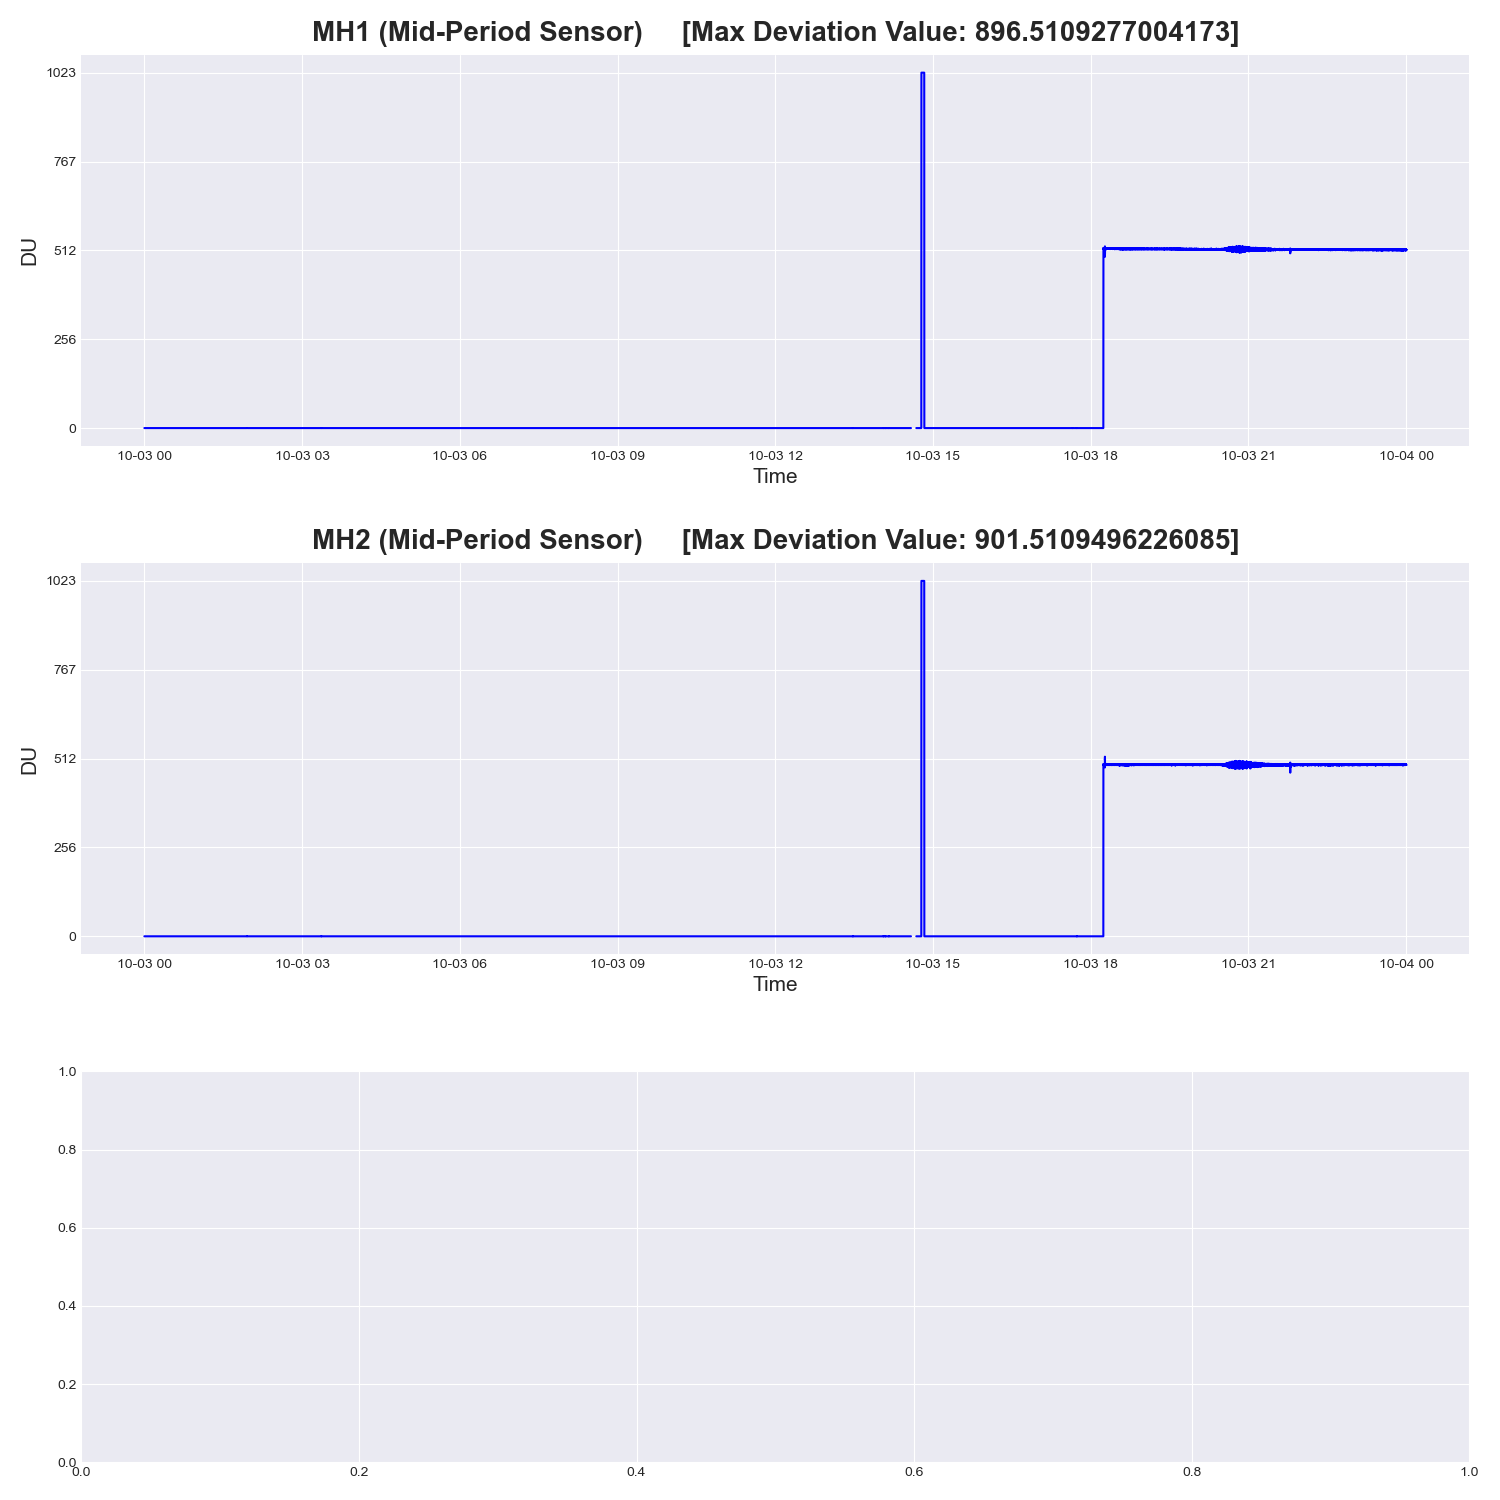 MH1 (Mid-Period Sensor) [Max Deviation Value: 896.5109277004173]
1023
767
512
256
0
DU
10-03 00 10-03 03 10-03 06 10-03 09 10-03 12 10-03 15 10-03 18 10-03 21 10-04 00
Time
MH2 (Mid-Period Sensor) [Max Deviation Value: 901.5109496226085]
1023
767
512
256
0
DU
10-03 00 10-03 03 10-03 06 10-03 09 10-03 12 10-03 15 10-03 18 10-03 21 10-04 00
Time
1.0
0.8
0.6
0.4
0.2
0.0
0.0 0.2 0.4 0.6 0.8 1.0